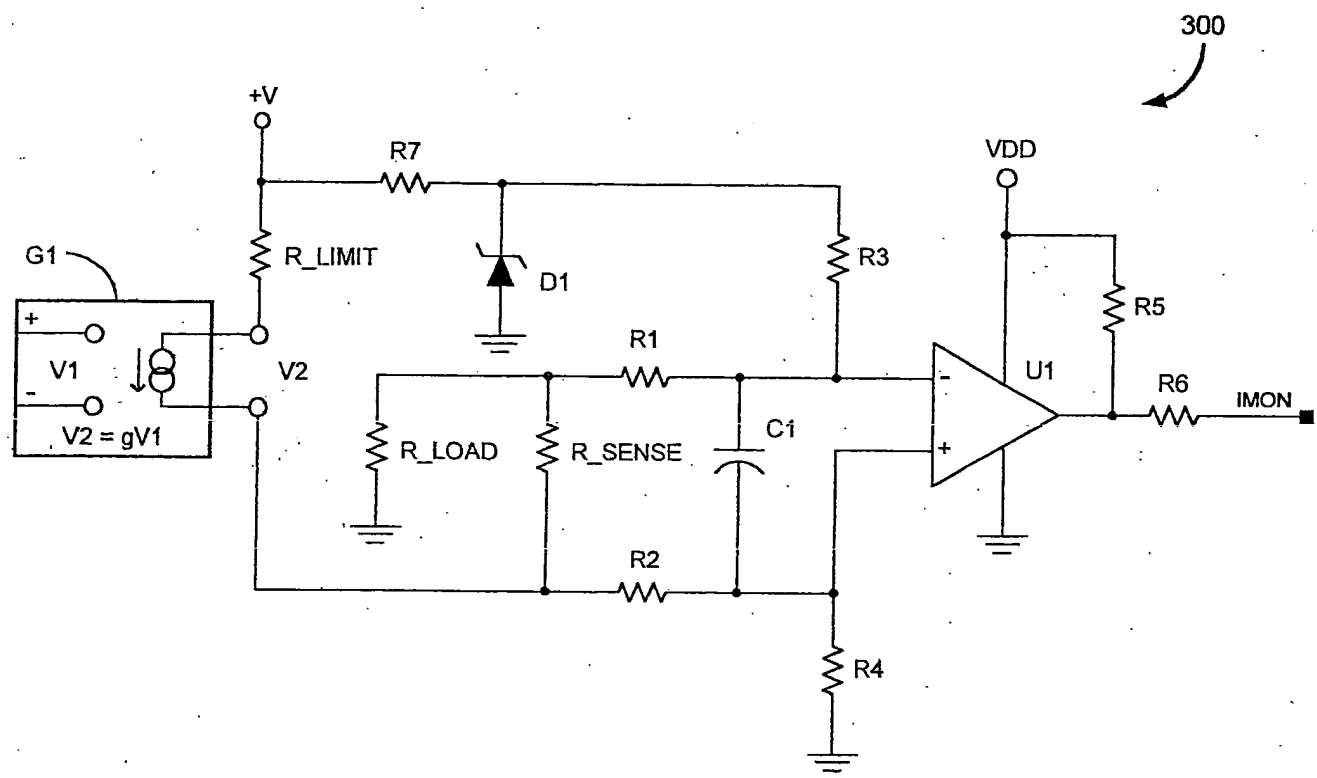 300
+V
R7
VDD
G1
R_LIMIT
D1
R3
R5
+
V1
-
V2 = gV1
V2
R1
U1
-
+
R6
IMON
R_LOAD
R_SENSE
C1
R2
R4